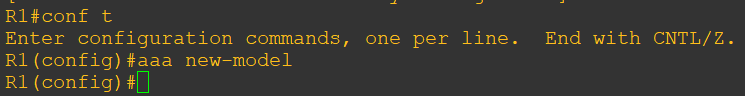 R1#conf t
Enter configuration commands, one per line.  End with CNTL/Z.
R1(config)#aaa new-model
R1(config)#